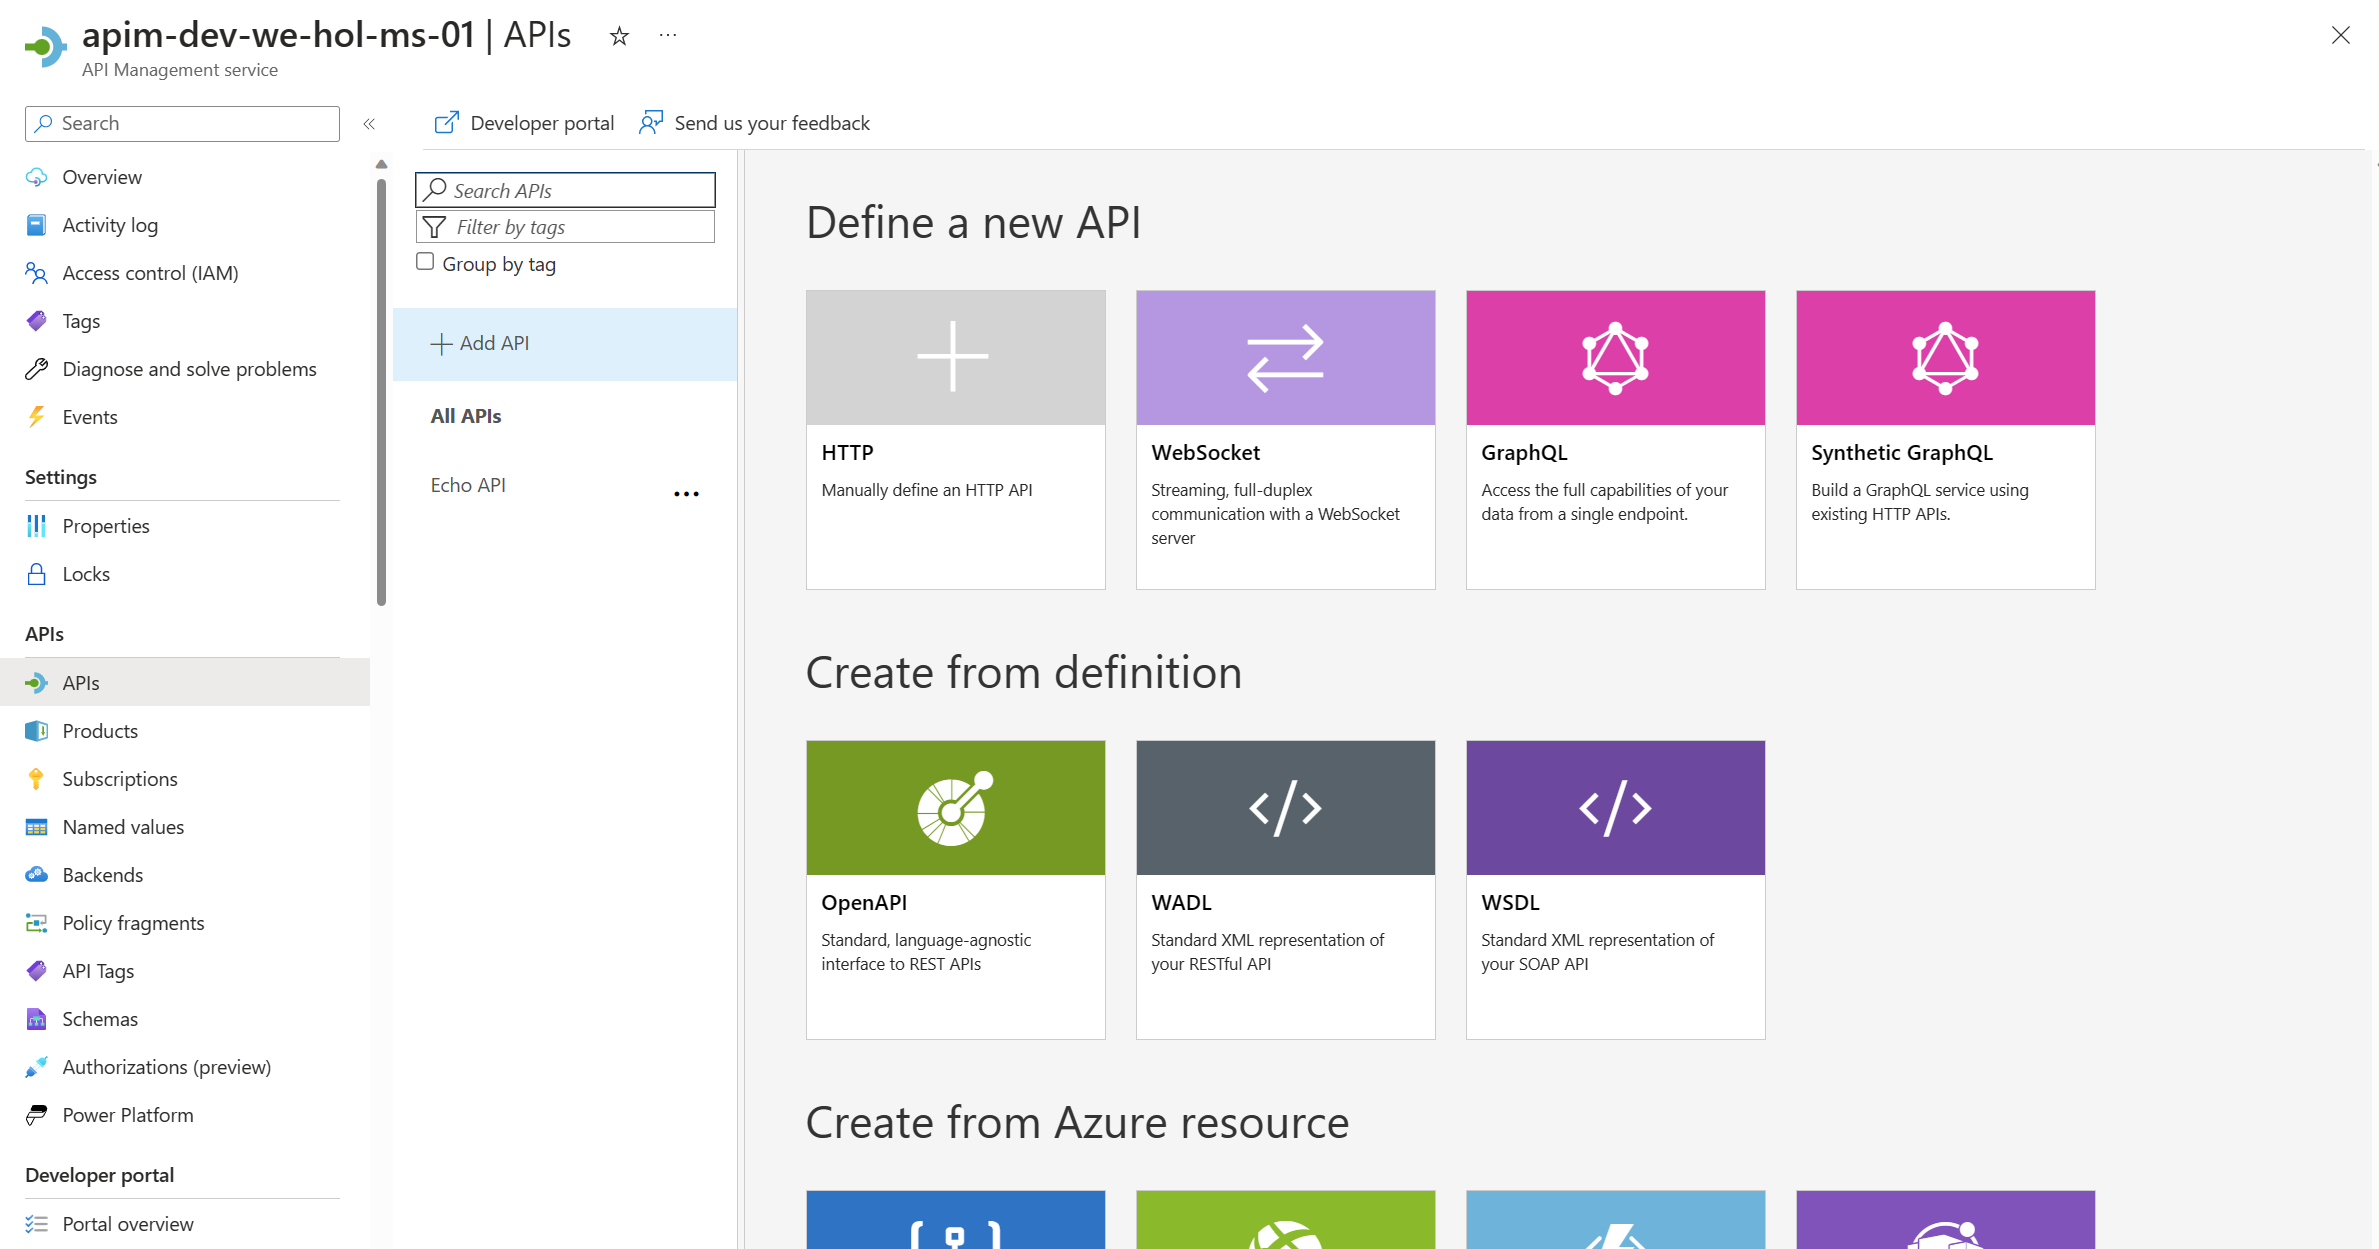 apim-dev-we-hol-ms-01 | APIs
API Management service
Search
Developer portal
Send us your feedback
Overview
Activity log
Access control (IAM)
Tags
Diagnose and solve problems
Events
Settings
Properties
Locks
APIs
APIs
Products
Subscriptions
Named values
Backends
Policy fragments
API Tags
Schemas
Authorizations (preview)
Power Platform
Developer portal
Portal overview
Search APIs
Filter by tags
Group by tag
Add API
All APIs
Echo API
Define a new API
HTTP
Manually define an HTTP API
WebSocket
Streaming, full-duplex
communication with a WebSocket
server
GraphQL
Access the full capabilities of your
data from a single endpoint.
Synthetic GraphQL
Build a GraphQL service using
existing HTTP APIs.
Create from definition
OpenAPI
Standard, language-agnostic
interface to REST APIs
WADL
Standard XML representation of
your RESTful API
WSDL
Standard XML representation of
your SOAP API
Create from Azure resource